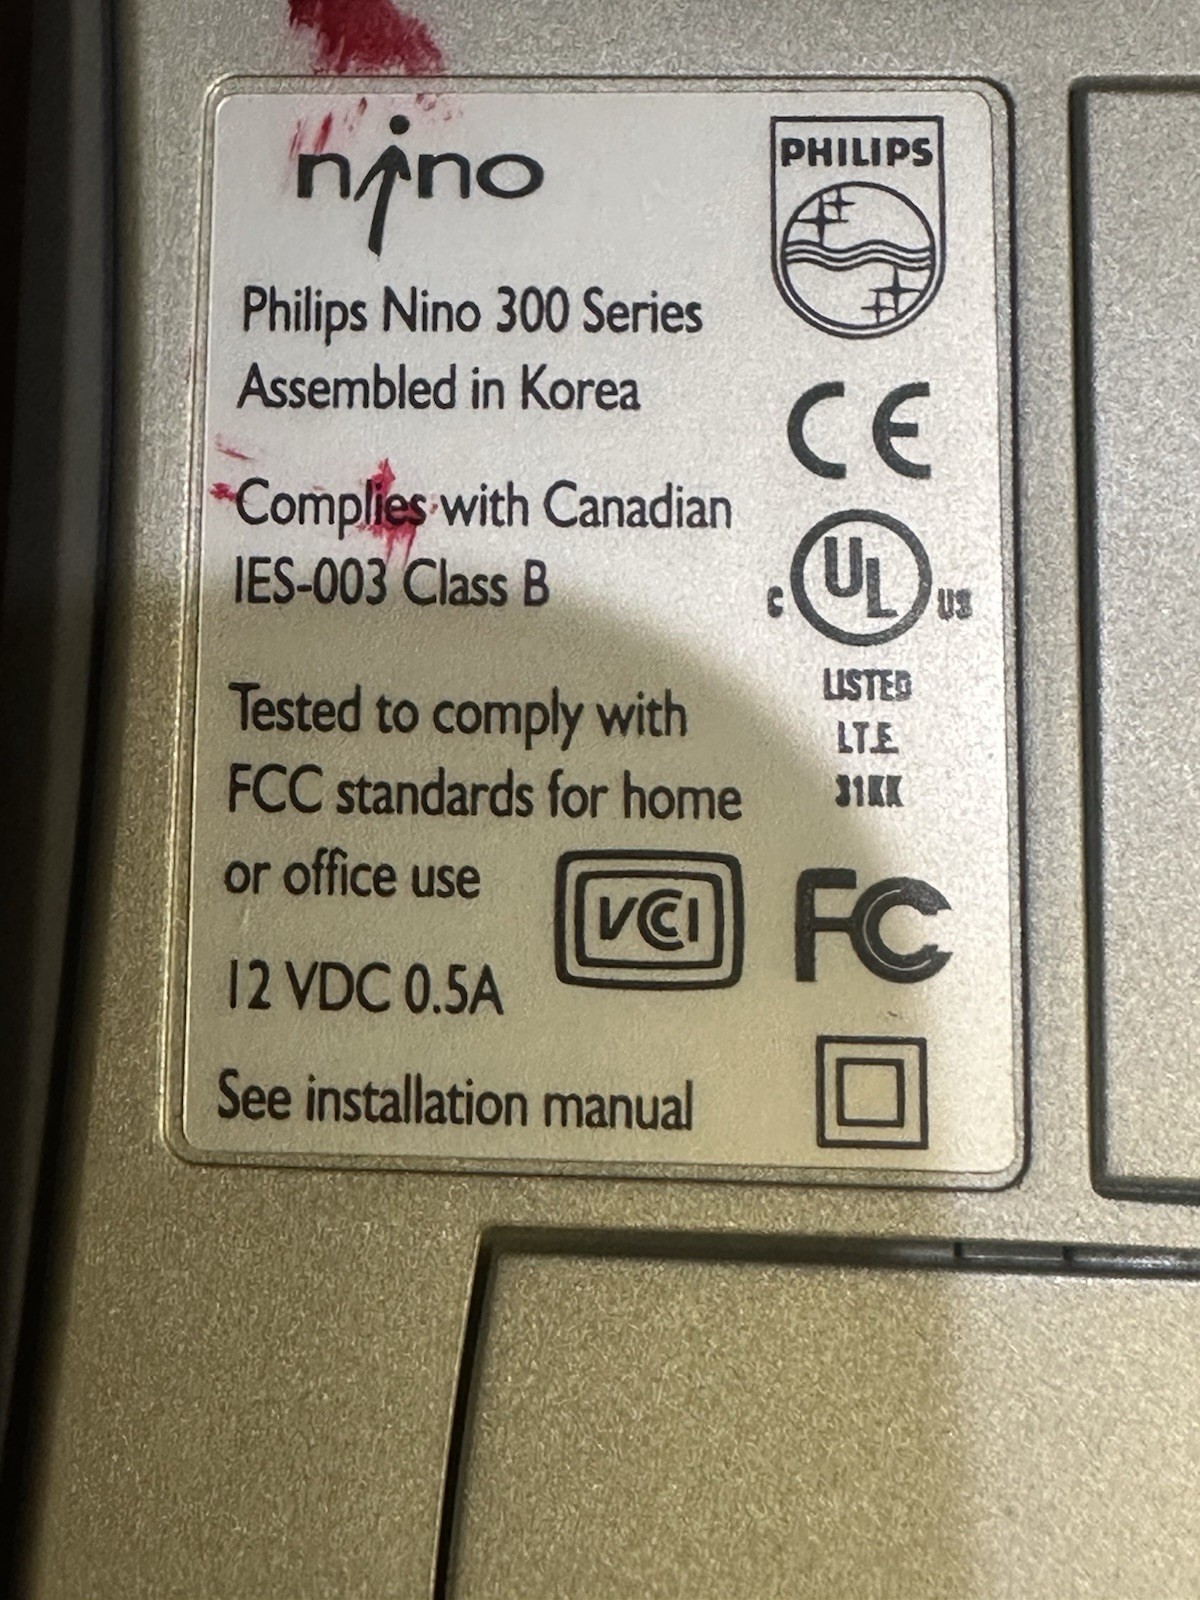 nino
PHILIPS
Philips Nino 300 Series
Assembled in Korea
CE
Complies with Canadian
IES-003 Class B
C UL US
LISTED
I.T.E.
31KK
Tested to comply with
FCC standards for home
or office use
VCI
FC
12 VDC 0.5A
See installation manual